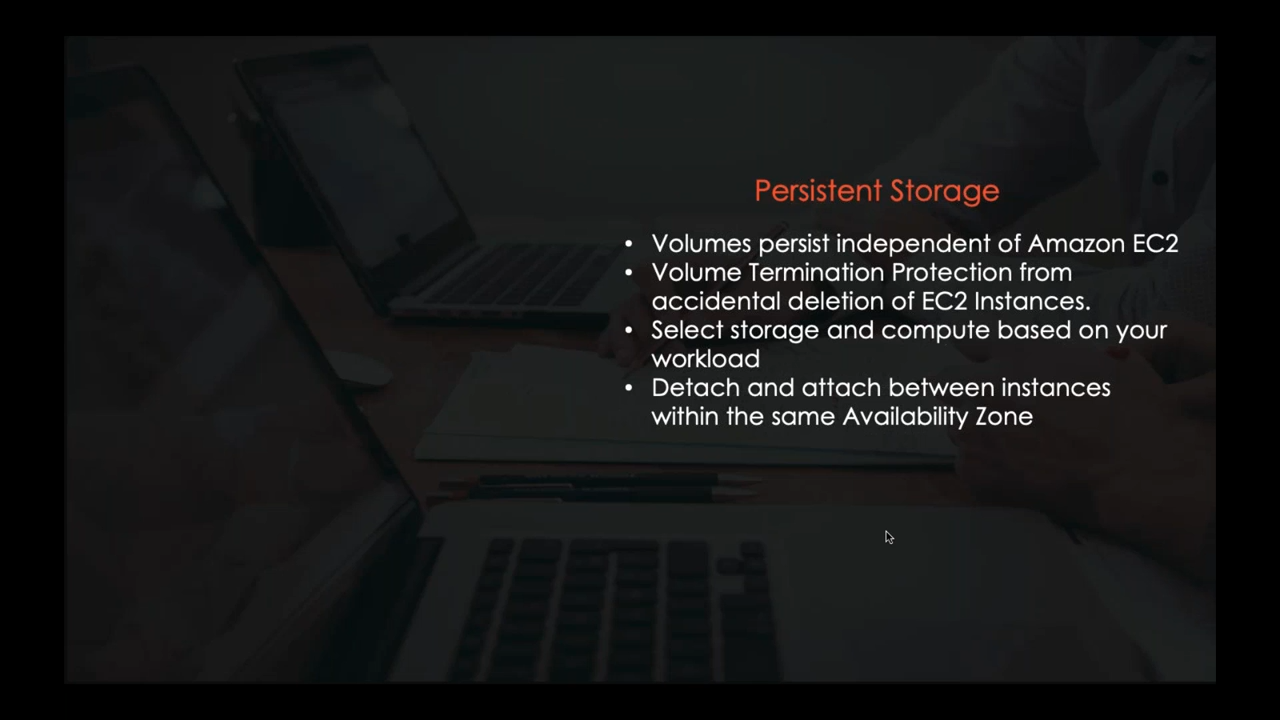 Persistent Storage
• Volumes persist independent of Amazon EC2
• Volume Termination Protection from
accidental deletion of EC2 Instances.
• Select storage and compute based on your
workload
• Detach and attach between instances
within the same Availability Zone